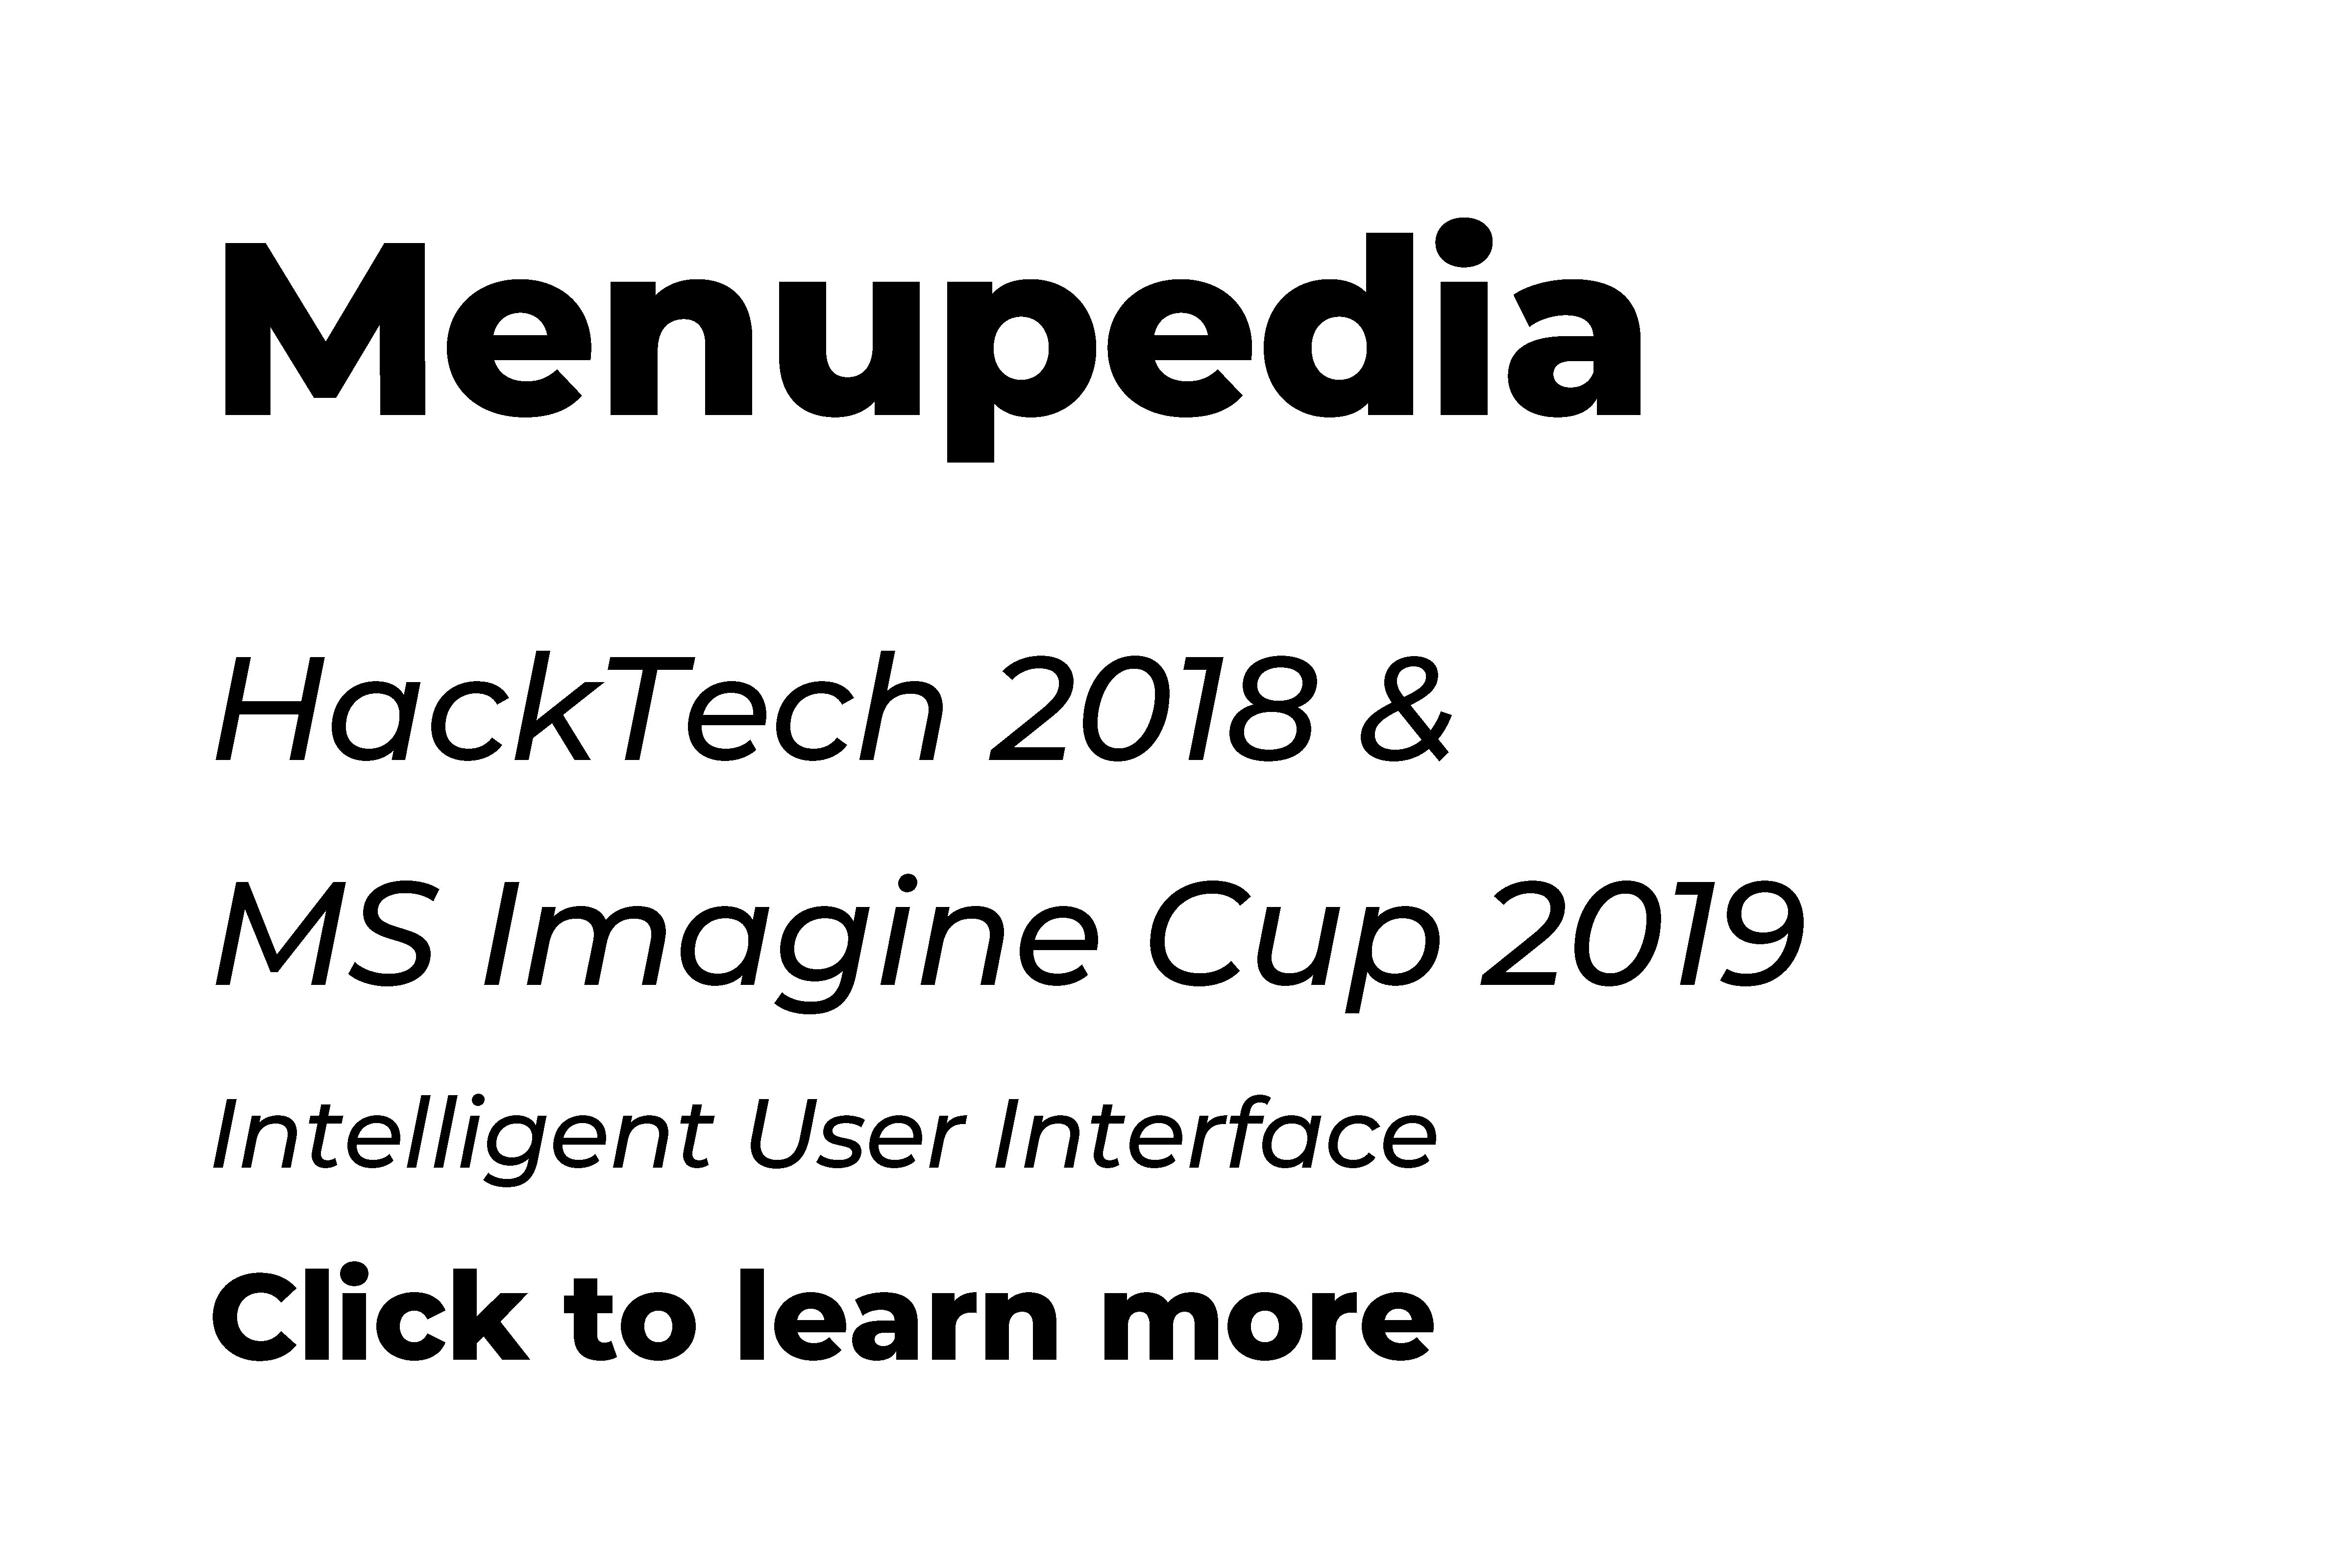 Menupedia
HackTech 2018 &
MS Imagine Cup 2019
Intelligent User Interface
Click to learn more